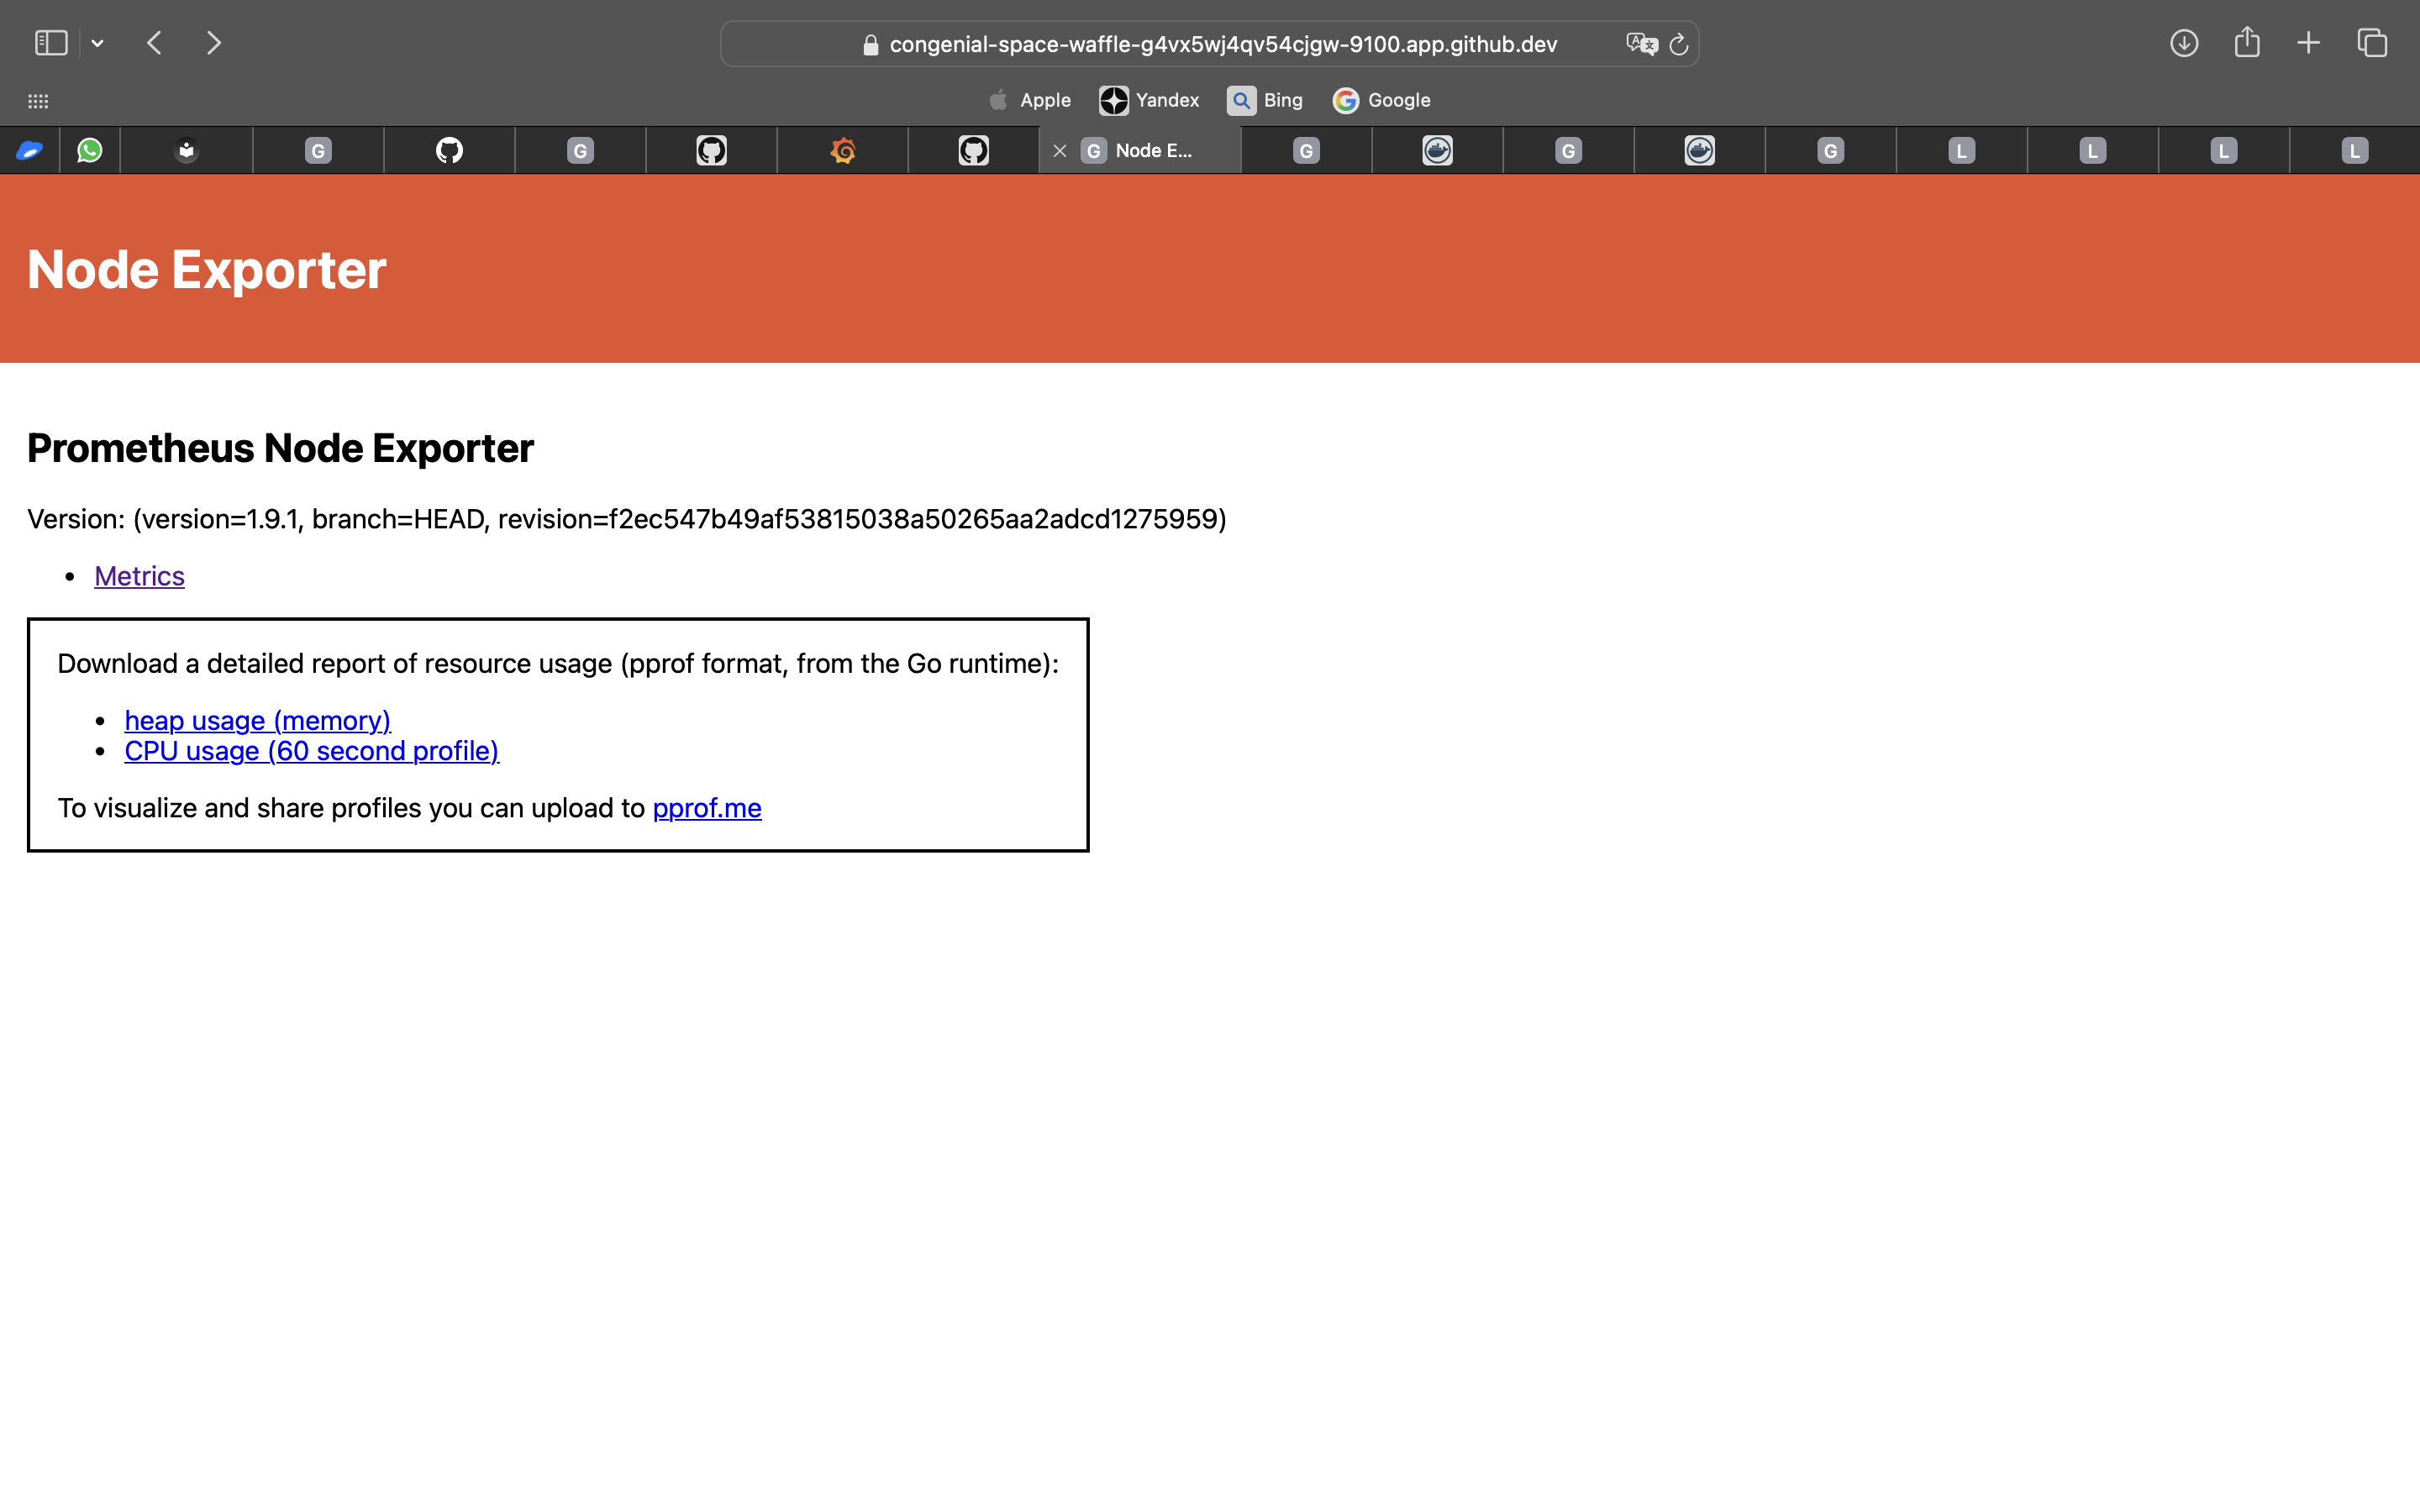 congenial-space-waffle-g4vx5wj4qv54cjgw-9100.app.github.dev
Apple Yandex Bing Google
G G G Node E... G G G L L L L
Node Exporter
Prometheus Node Exporter
Version: (version=1.9.1, branch=HEAD, revision=f2ec547b49af53815038a50265aa2adcd1275959)
Metrics
Download a detailed report of resource usage (pprof format, from the Go runtime):
heap usage (memory)
CPU usage (60 second profile)
To visualize and share profiles you can upload to pprof.me